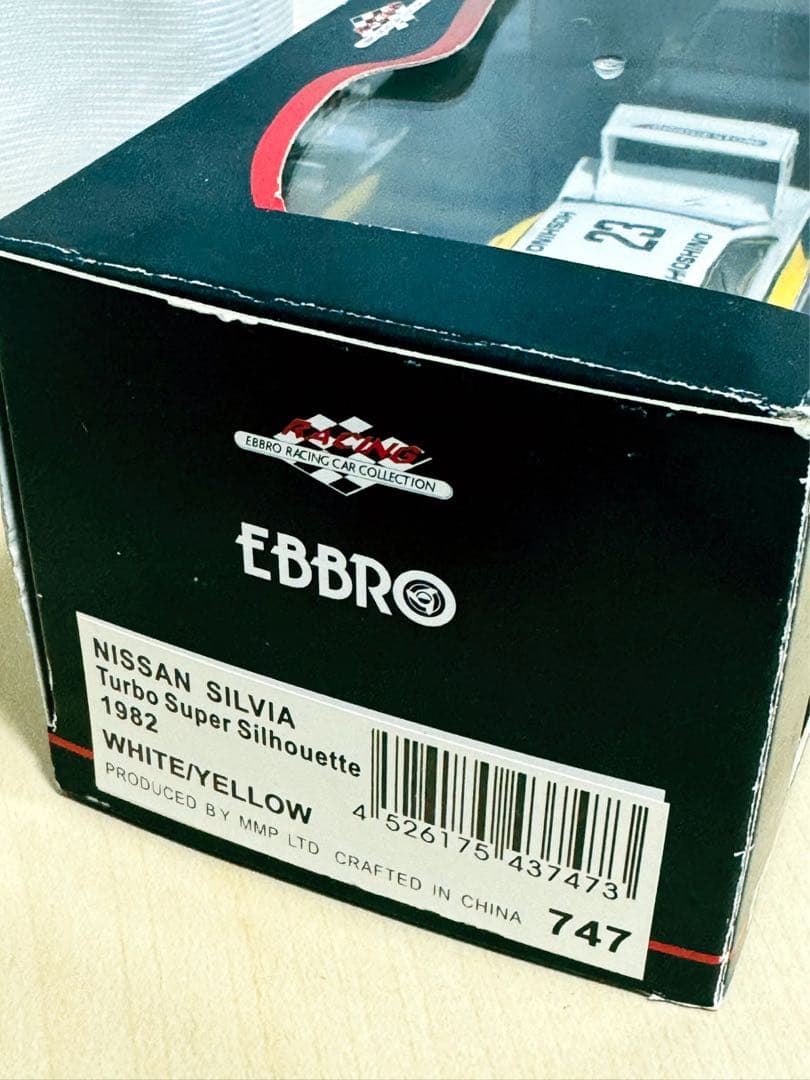 HOSHINO
23
HOSHINO
RACING
EBBRO RACING CAR COLLECTION
EBBRO
NISSAN SILVIA
Turbo Super Silhouette
1982
WHITE/YELLOW
PRODUCED BY MMP LTD CRAFTED IN CHINA
4 526175 437473
747